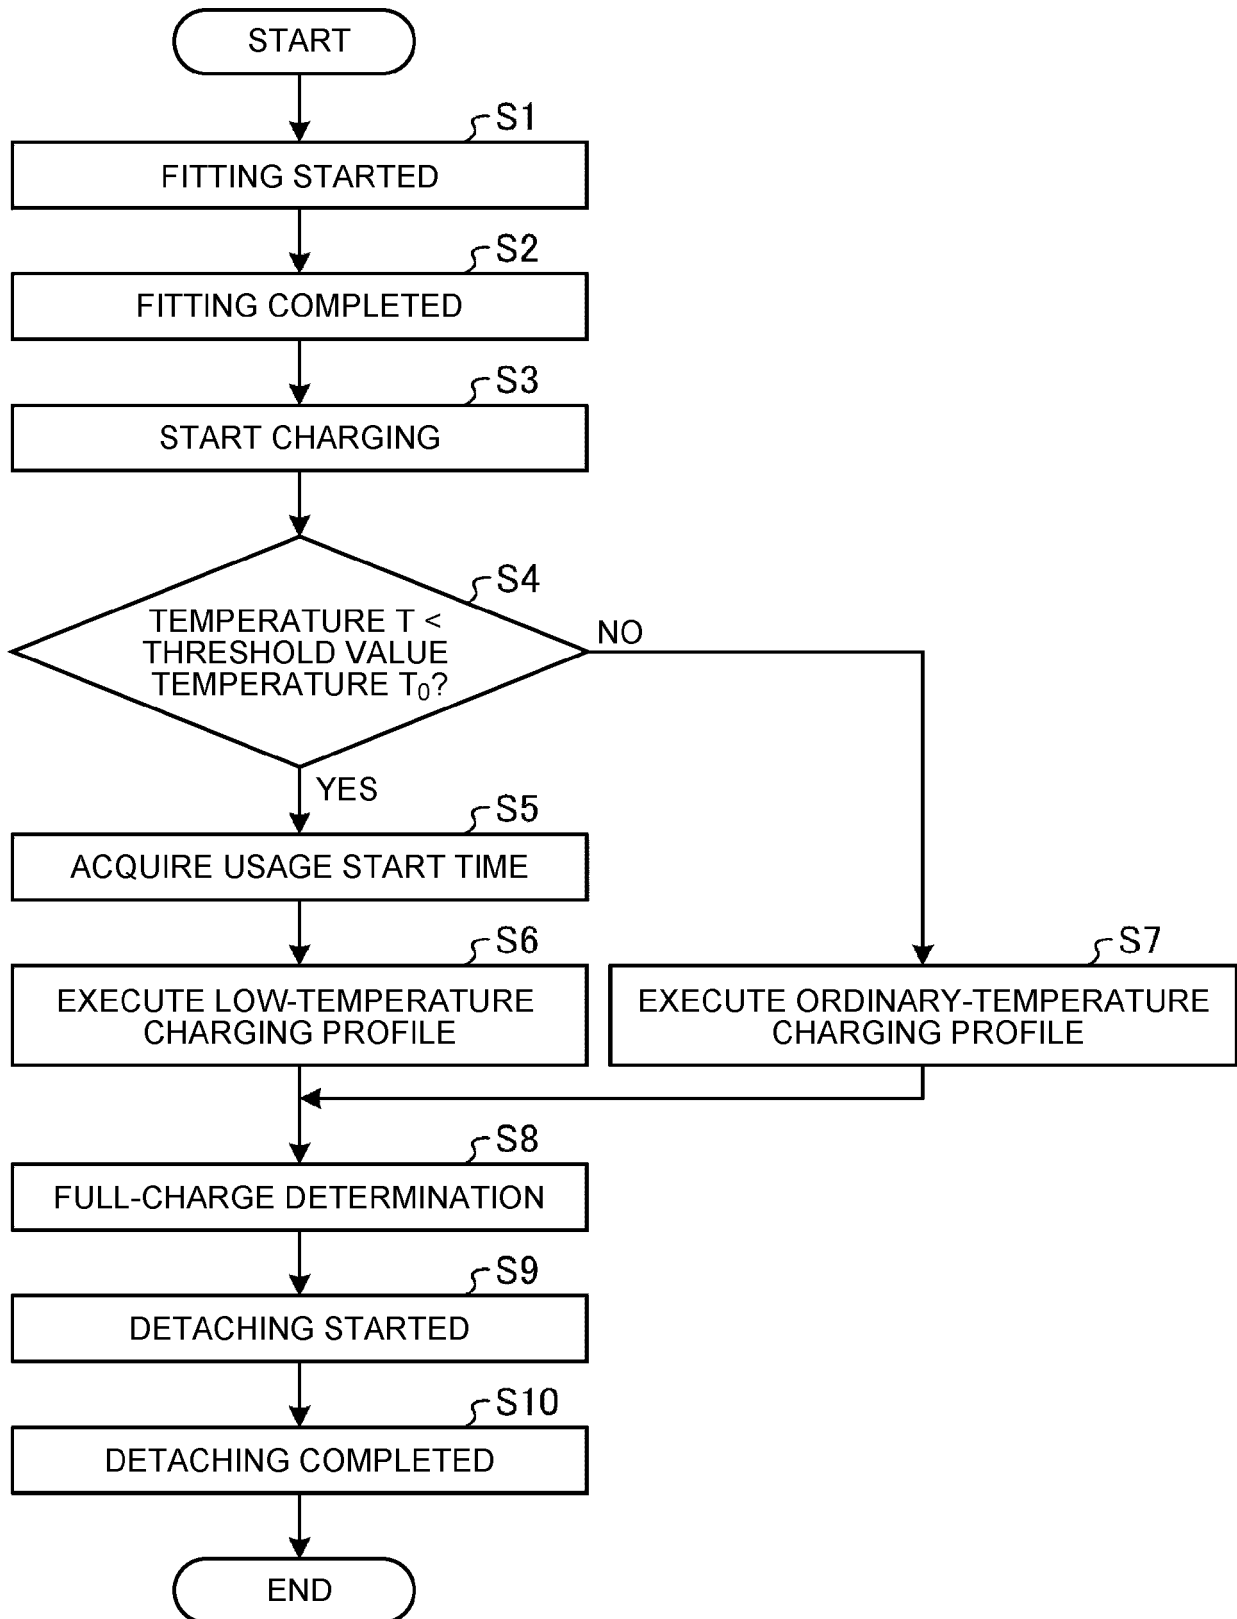 START
S1
FITTING STARTED
S2
FITTING COMPLETED
S3
START CHARGING
S4
TEMPERATURE T <
THRESHOLD VALUE
TEMPERATURE T₀?
NO
YES
S5
ACQUIRE USAGE START TIME
S6
EXECUTE LOW-TEMPERATURE
CHARGING PROFILE
S7
EXECUTE ORDINARY-TEMPERATURE
CHARGING PROFILE
S8
FULL-CHARGE DETERMINATION
S9
DETACHING STARTED
S10
DETACHING COMPLETED
END